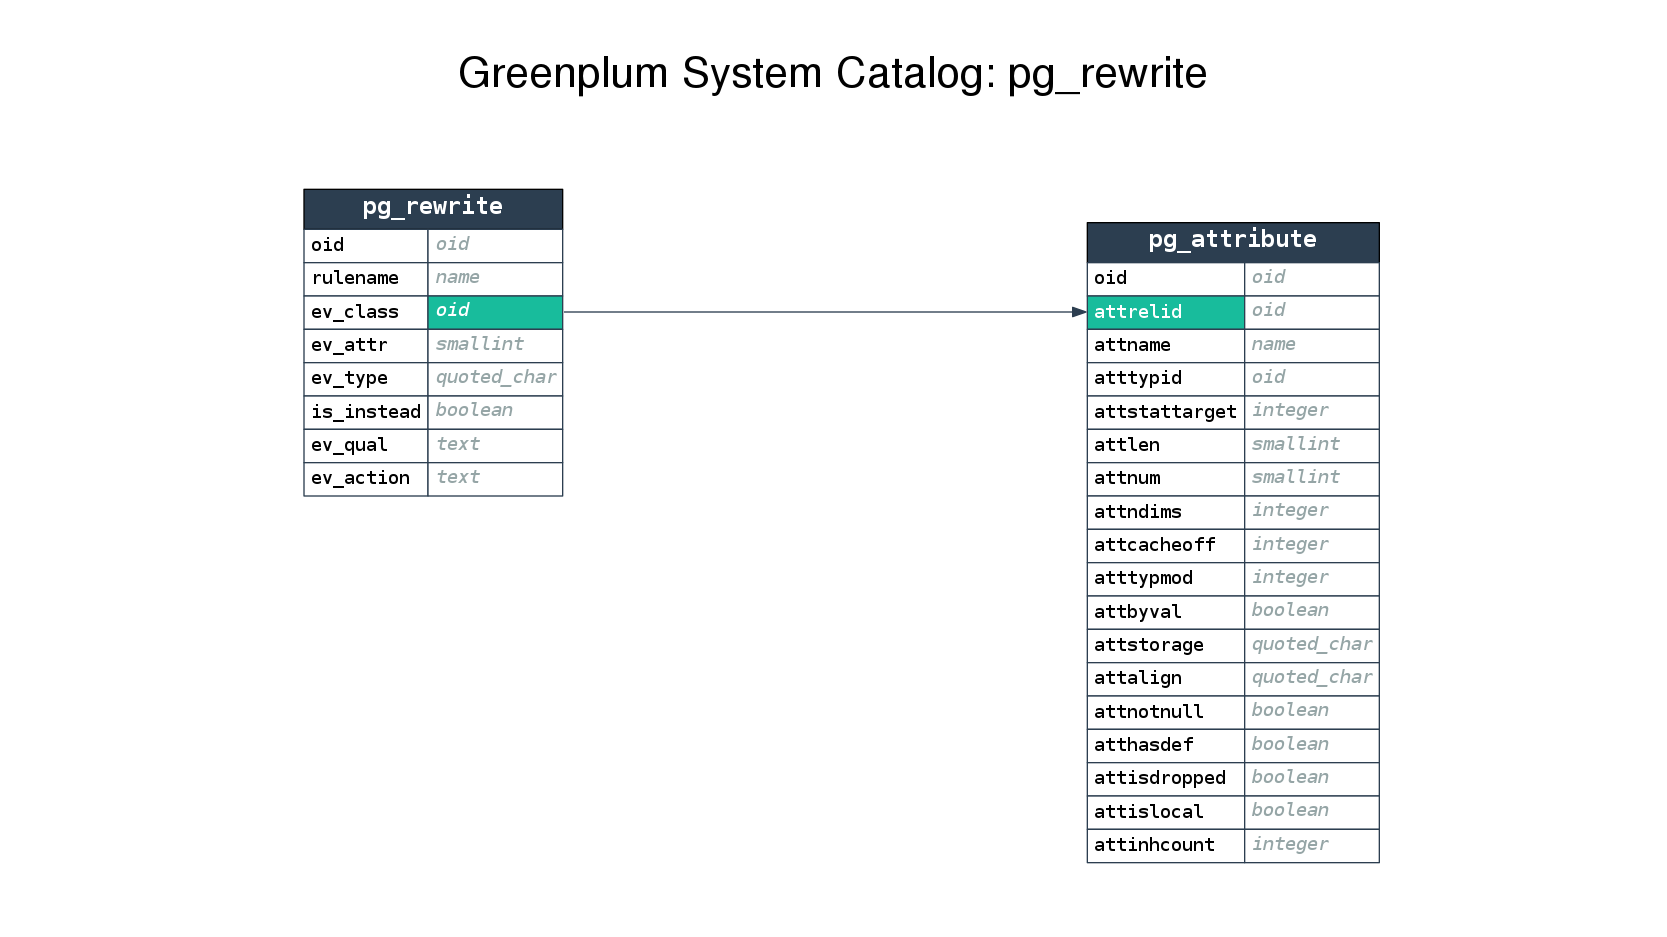 Greenplum System Catalog: pg_rewrite
pg_rewrite
oid oid
rulename name
ev_class oid
ev_attr smallint
ev_type quoted_char
is_instead boolean
ev_qual text
ev_action text
pg_attribute
oid oid
attrelid oid
attname name
atttypid oid
attstattarget integer
attlen smallint
attnum smallint
attndims integer
attcacheoff integer
atttypmod integer
attbyval boolean
attstorage quoted_char
attalign quoted_char
attnotnull boolean
atthasdef boolean
attisdropped boolean
attislocal boolean
attinhcount integer